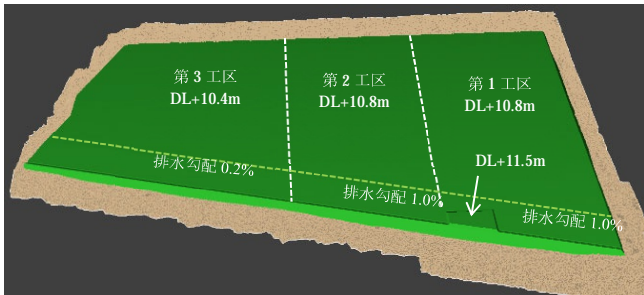 第 3 工区
DL+10.4m
第 2 工区
DL+10.8m
第 1 工区
DL+10.8m
DL+11.5m
排水勾配 0.2%
排水勾配 1.0%
排水勾配 1.0%